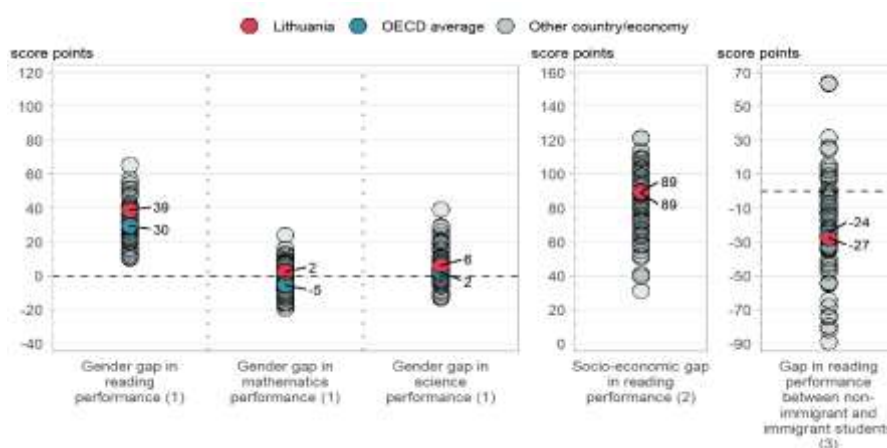 Lithuania OECD average Other country/economy
score points score points score points
120
100
80
60
40
20
0
-20
-40
39
30
2
-5
6
2
160
140
120
100
80
60
40
20
0
89
89
70
50
30
10
-10
-30
-50
-70
-90
-24
-27
Gender gap in
reading
performance (1)
Gender gap in
mathematics
performance (1)
Gender gap in
science
performance (1)
Socio-economic gap
in reading
performance (2)
Gap in reading
performance
between non-
immigrant and
immigrant students
(3)